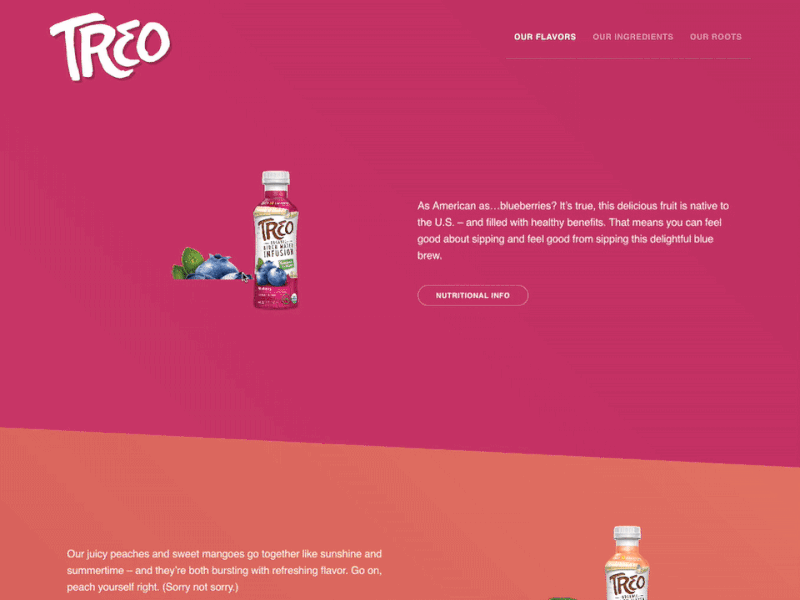 TREO
OUR FLAVORS OUR INGREDIENTS OUR ROOTS
TREO
INFUSION
As American as…blueberries? It's true, this delicious fruit is native to
the U.S. – and filled with healthy benefits. That means you can feel
good about sipping and feel good from sipping this delightful blue
brew.
NUTRITIONAL INFO
Our juicy peaches and sweet mangoes go together like sunshine and
summertime – and they're both bursting with refreshing flavor. Go on,
peach yourself right. (Sorry not sorry.)
TREO